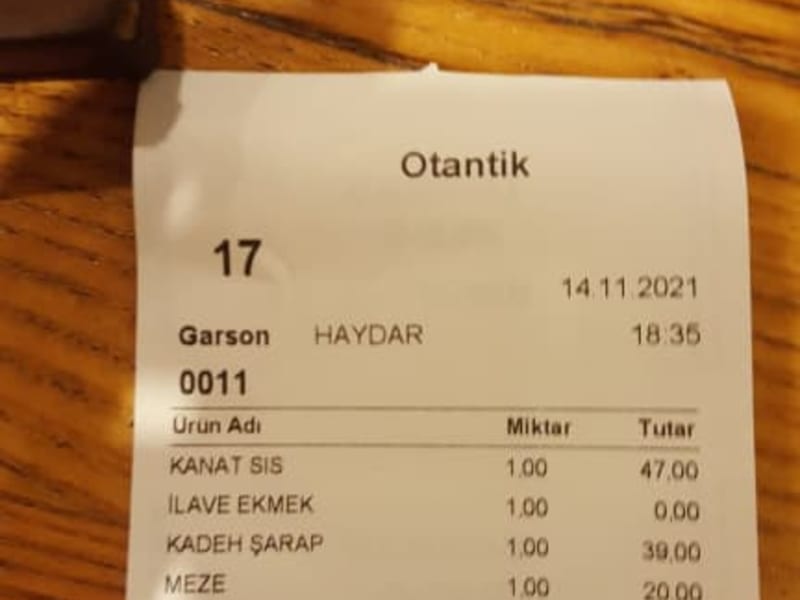 Otantik
17
14.11.2021
Garson HAYDAR 18:35
0011
Ürün Adı Miktar Tutar
KANAT SIS 1,00 47,00
İLAVE EKMEK 1,00 0,00
KADEH ŞARAP 1,00 39,00
MEZE 1,00 20,00